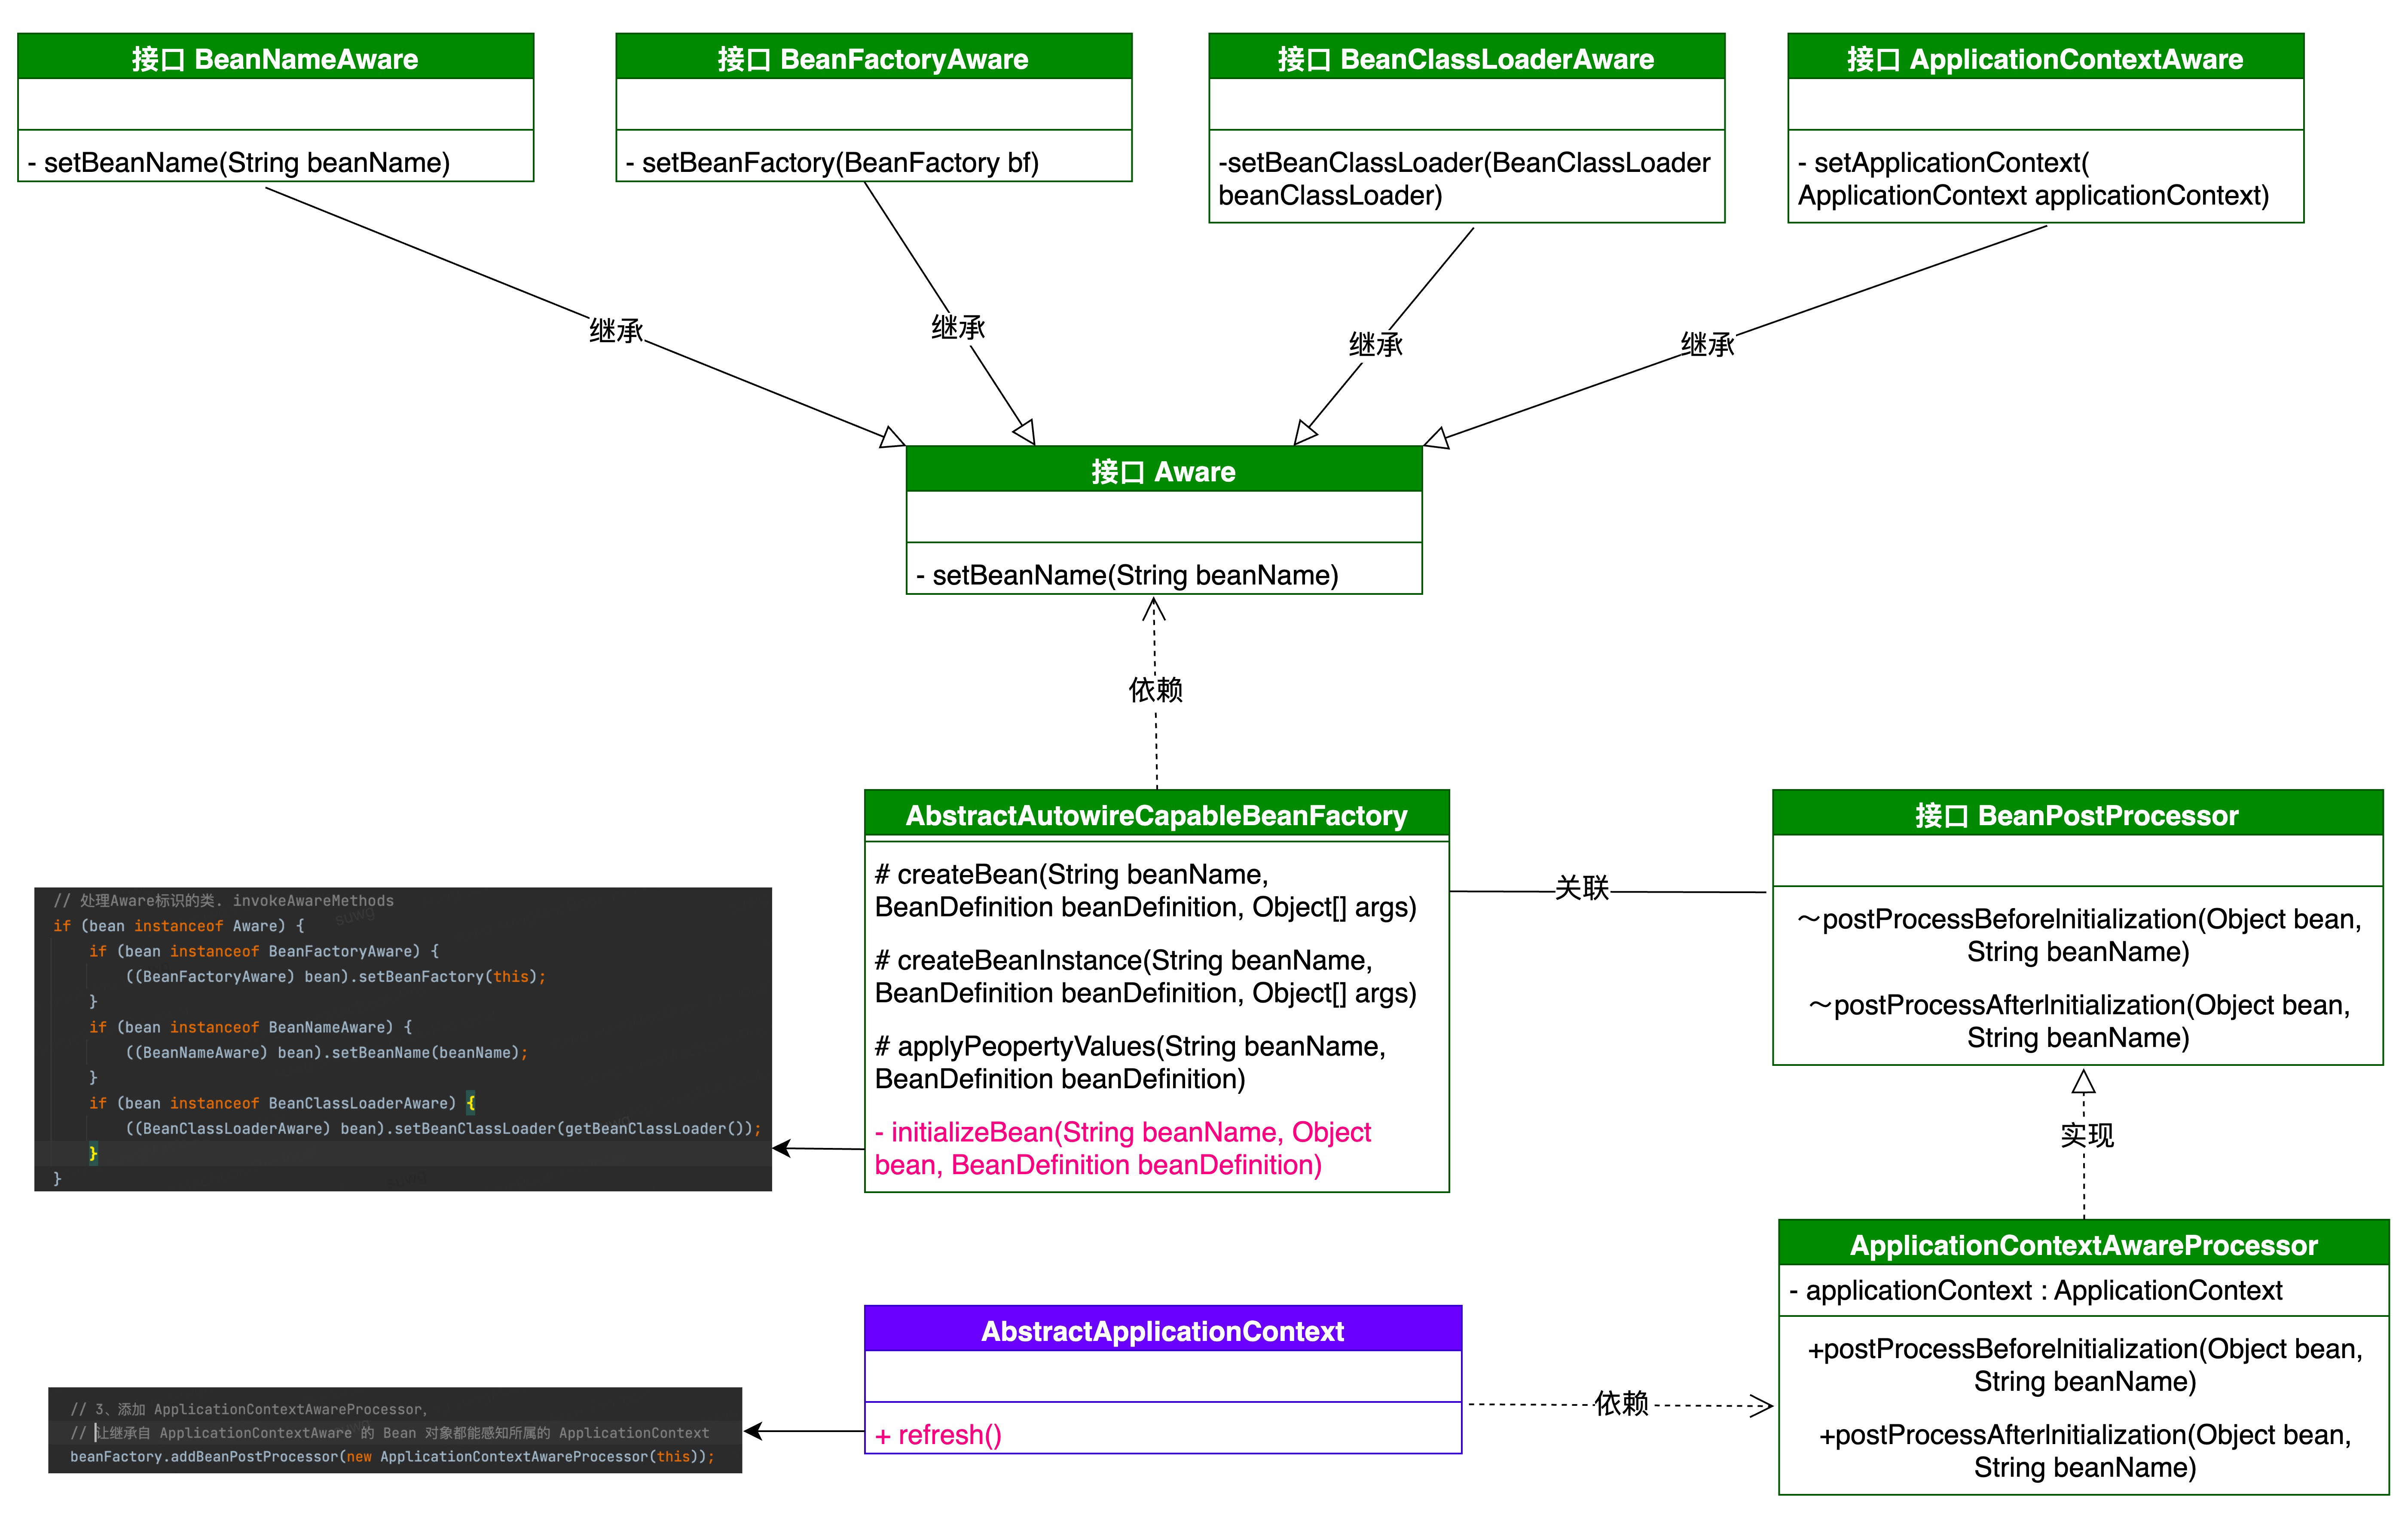 接口 BeanNameAware
- setBeanName(String beanName)
接口 BeanFactoryAware
- setBeanFactory(BeanFactory bf)
接口 BeanClassLoaderAware
-setBeanClassLoader(BeanClassLoader
beanClassLoader)
接口 ApplicationContextAware
- setApplicationContext(
ApplicationContext applicationContext)
继承
继承
继承
继承
接口 Aware
- setBeanName(String beanName)
依赖
AbstractAutowireCapableBeanFactory
# createBean(String beanName,
BeanDefinition beanDefinition, Object[] args)
# createBeanInstance(String beanName,
BeanDefinition beanDefinition, Object[] args)
# applyPeopertyValues(String beanName,
BeanDefinition beanDefinition)
- initializeBean(String beanName, Object
bean, BeanDefinition beanDefinition)
关联
接口 BeanPostProcessor
～postProcessBeforeInitialization(Object bean,
String beanName)
～postProcessAfterInitialization(Object bean,
String beanName)
// 处理Aware标识的类. invokeAwareMethods
suwg
if (bean instanceof Aware) {
if (bean instanceof BeanFactoryAware) {
((BeanFactoryAware) bean).setBeanFactory(this);
}
if (bean instanceof BeanNameAware) {
((BeanNameAware) bean).setBeanName(beanName);
}
if (bean instanceof BeanClassLoaderAware) {
((BeanClassLoaderAware) bean).setBeanClassLoader(getBeanClassLoader());
}
}
实现
ApplicationContextAwareProcessor
- applicationContext : ApplicationContext
+postProcessBeforeInitialization(Object bean,
String beanName)
+postProcessAfterInitialization(Object bean,
String beanName)
AbstractApplicationContext
+ refresh()
依赖
// 3、添加 ApplicationContextAwareProcessor,
// 让继承自 ApplicationContextAware 的 Bean 对象都能感知所属的 ApplicationContext
beanFactory.addBeanPostProcessor(new ApplicationContextAwareProcessor(this));